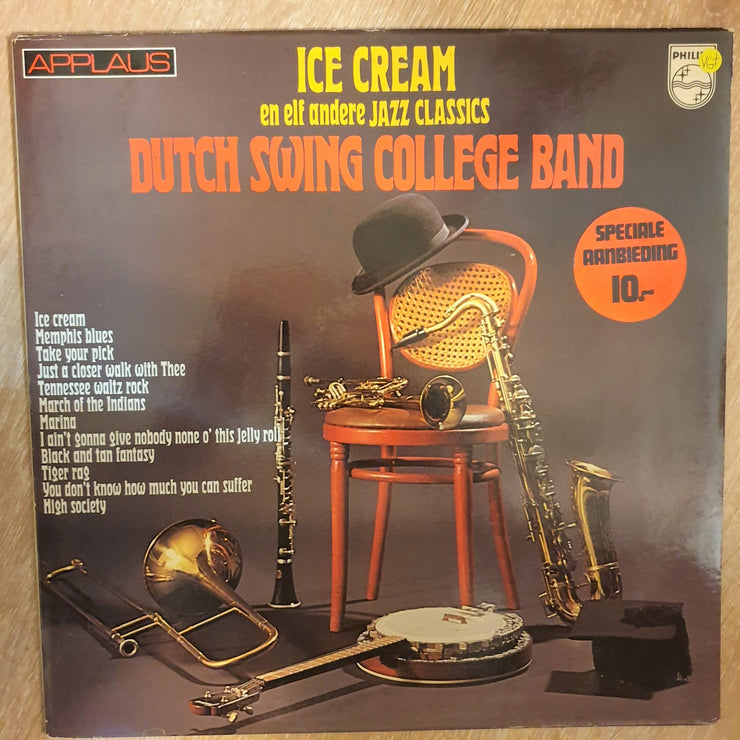 APPLAUS
ICE CREAM
en elf andere JAZZ CLASSICS
DUTCH SWING COLLEGE BAND
SPECIALE
AANBIEDING
10.-
Ice cream
Memphis blues
Take your pick
Just a closer walk with Thee
Tennessee waltz rock
March of the Indians
Marina
I ain't gonna give nobody none o' this jelly roll
Black and tan fantasy
Tiger rag
You don't know how much you can suffer
High society